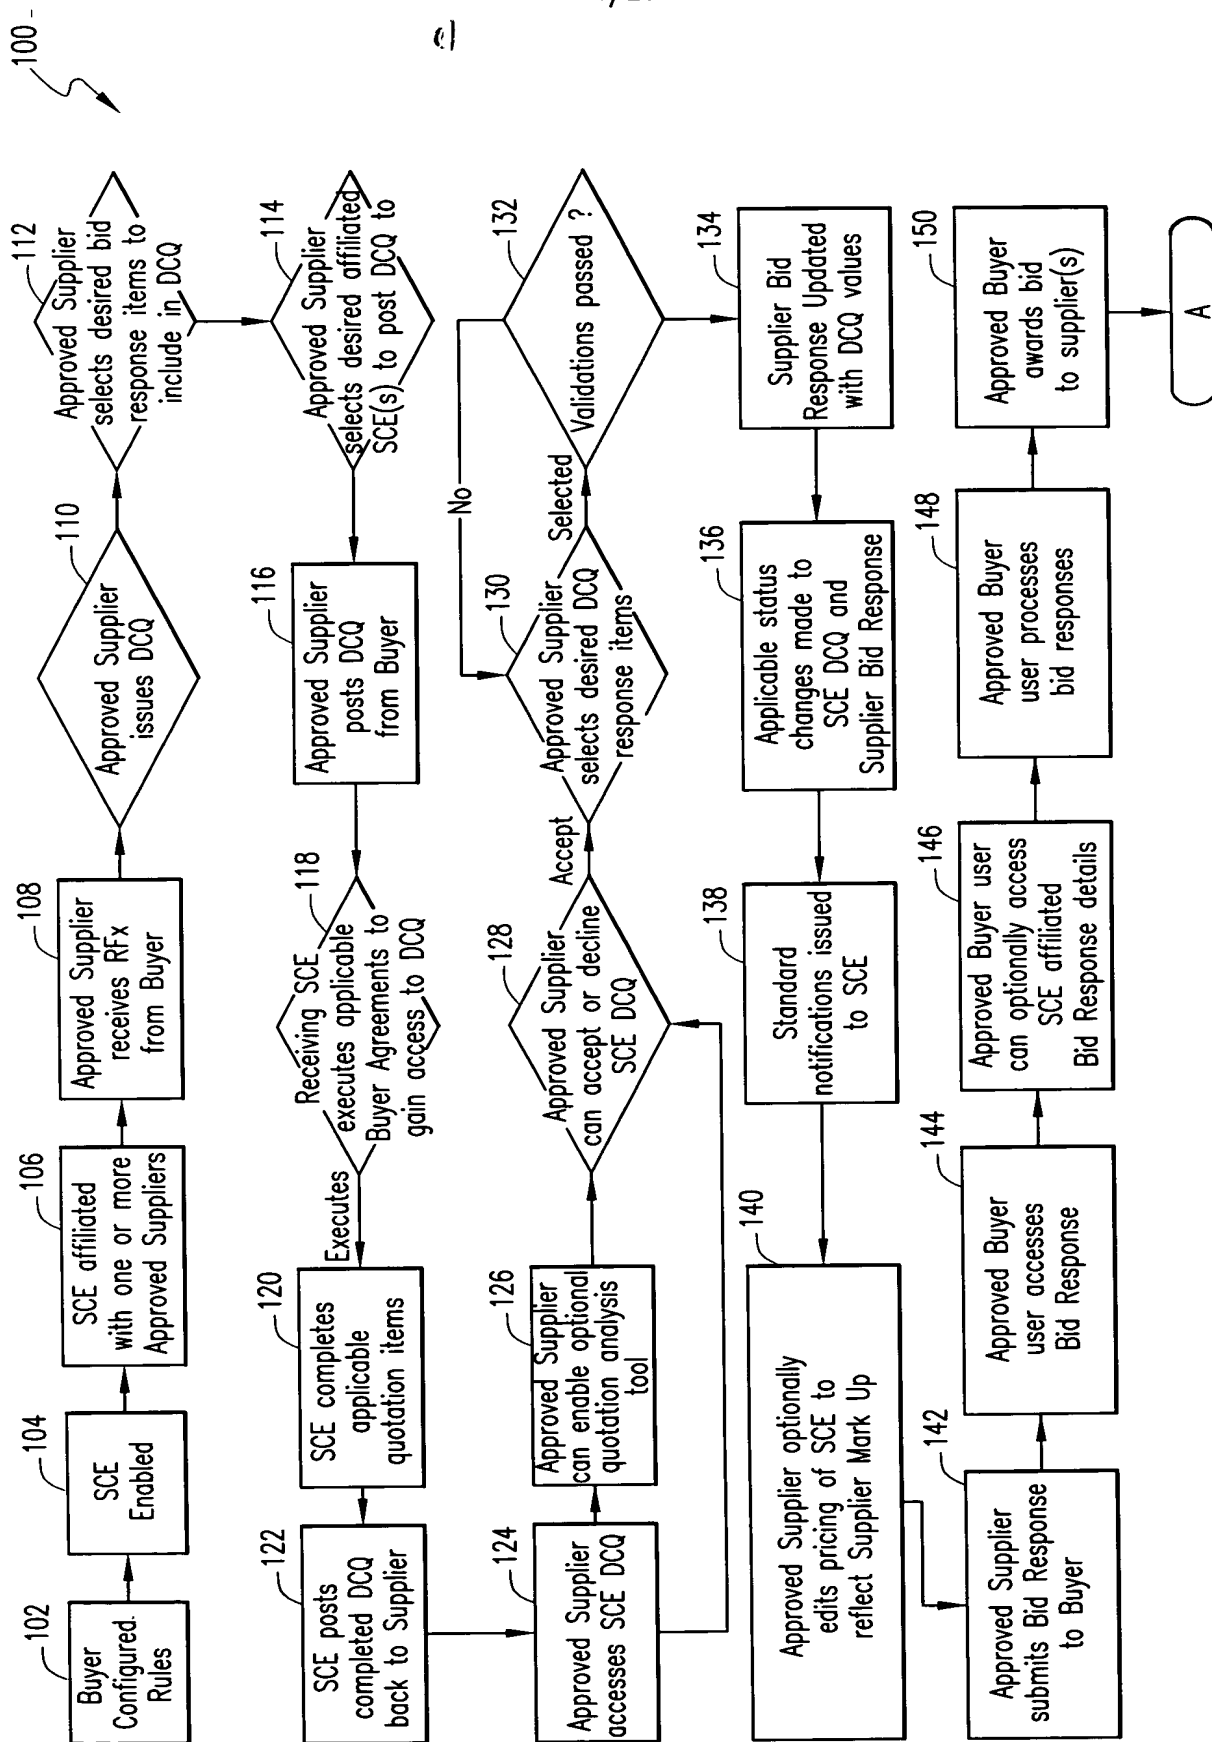 100
102
Buyer
Configured
Rules
104
SCE
Enabled
106
SCE affiliated
with one or more
Approved Suppliers
108
Approved Supplier
receives RFx
from Buyer
110
Approved Supplier
issues DCQ
112
Approved Supplier
selects desired bid
response items to
include in DCQ
114
Approved Supplier
selects desired affiliated
SCE(s) to post DCQ to
116
Approved Supplier
posts DCQ
from Buyer
118
Receiving SCE
executes applicable
Buyer Agreements to
gain access to DCQ
Executes
120
SCE completes
applicable
quotation items
122
SCE posts
completed DCQ
back to Supplier
124
Approved Supplier
accesses SCE DCQ
126
Approved Supplier
can enable optional
quotation analysis
tool
128
Approved Supplier
can accept or decline
SCE DCQ
Accept
130
Approved Supplier
selects desired DCQ
response items
Selected
No
132
Validations passed ?
134
Supplier Bid
Response Updated
with DCQ values
136
Applicable status
changes made to
SCE DCQ and
Supplier Bid Response
138
Standard
notifications issued
to SCE
140
Approved Supplier optionally
edits pricing of SCE to
reflect Supplier Mark Up
142
Approved Supplier
submits Bid Response
to Buyer
144
Approved Buyer
user accesses
Bid Response
146
Approved Buyer user
can optionally access
SCE affiliated
Bid Response details
148
Approved Buyer
user processes
bid responses
150
Approved Buyer
awards bid
to supplier(s)
A